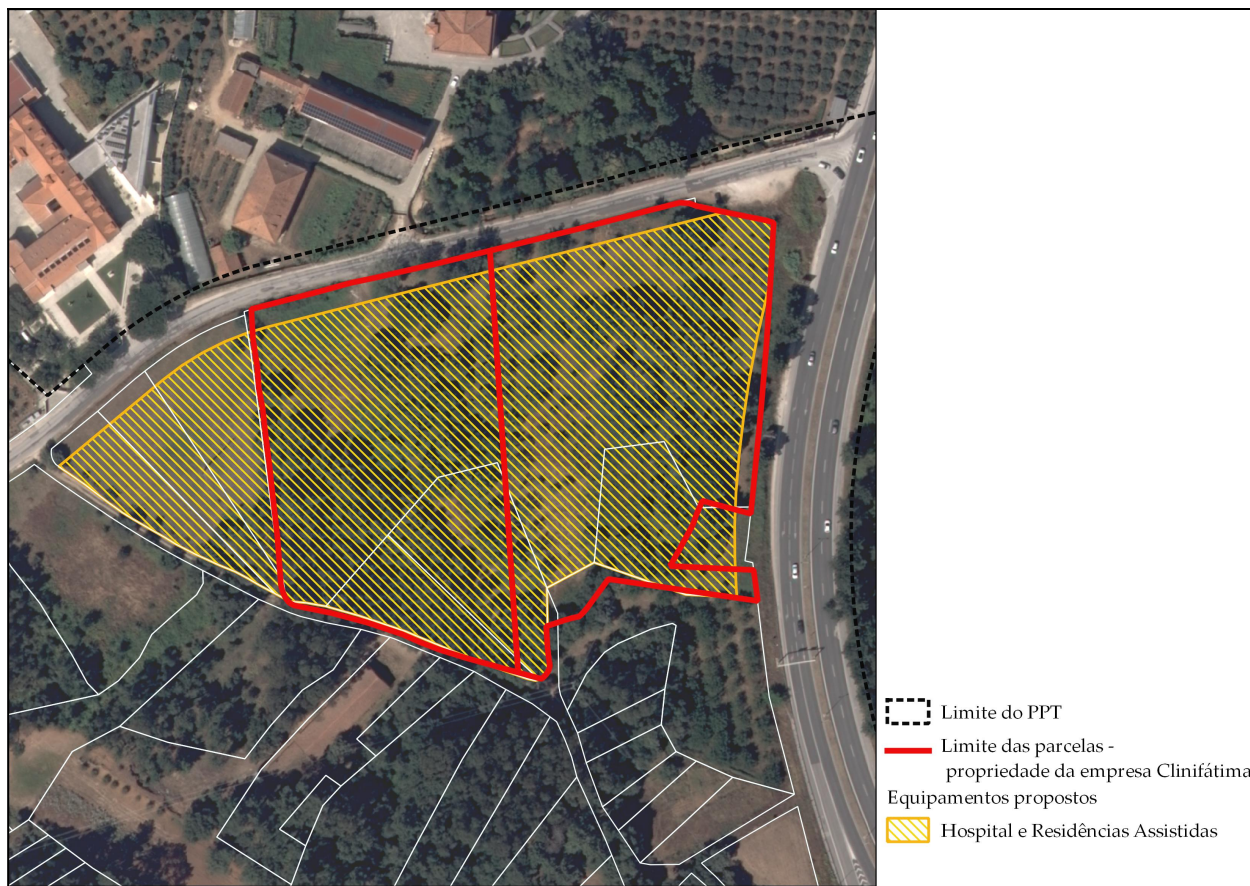 Limite do PPT
Limite das parcelas -
propriedade da empresa Clinifátima
Equipamentos propostos
Hospital e Residências Assistidas